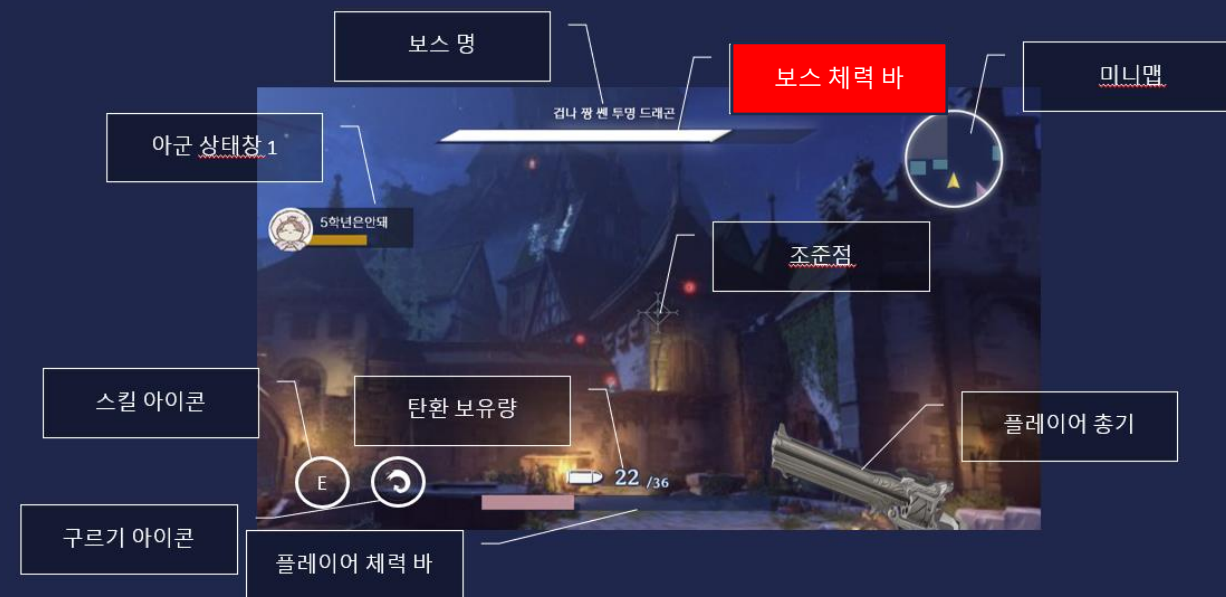 보스 명
보스 체력 바
미니맵
겁나 짱 쎈 투명 드래곤
아군 상태창 1
5학년은안돼
조준점
스킬 아이콘
탄환 보유량
플레이어 총기
E
22 /36
구르기 아이콘
플레이어 체력 바